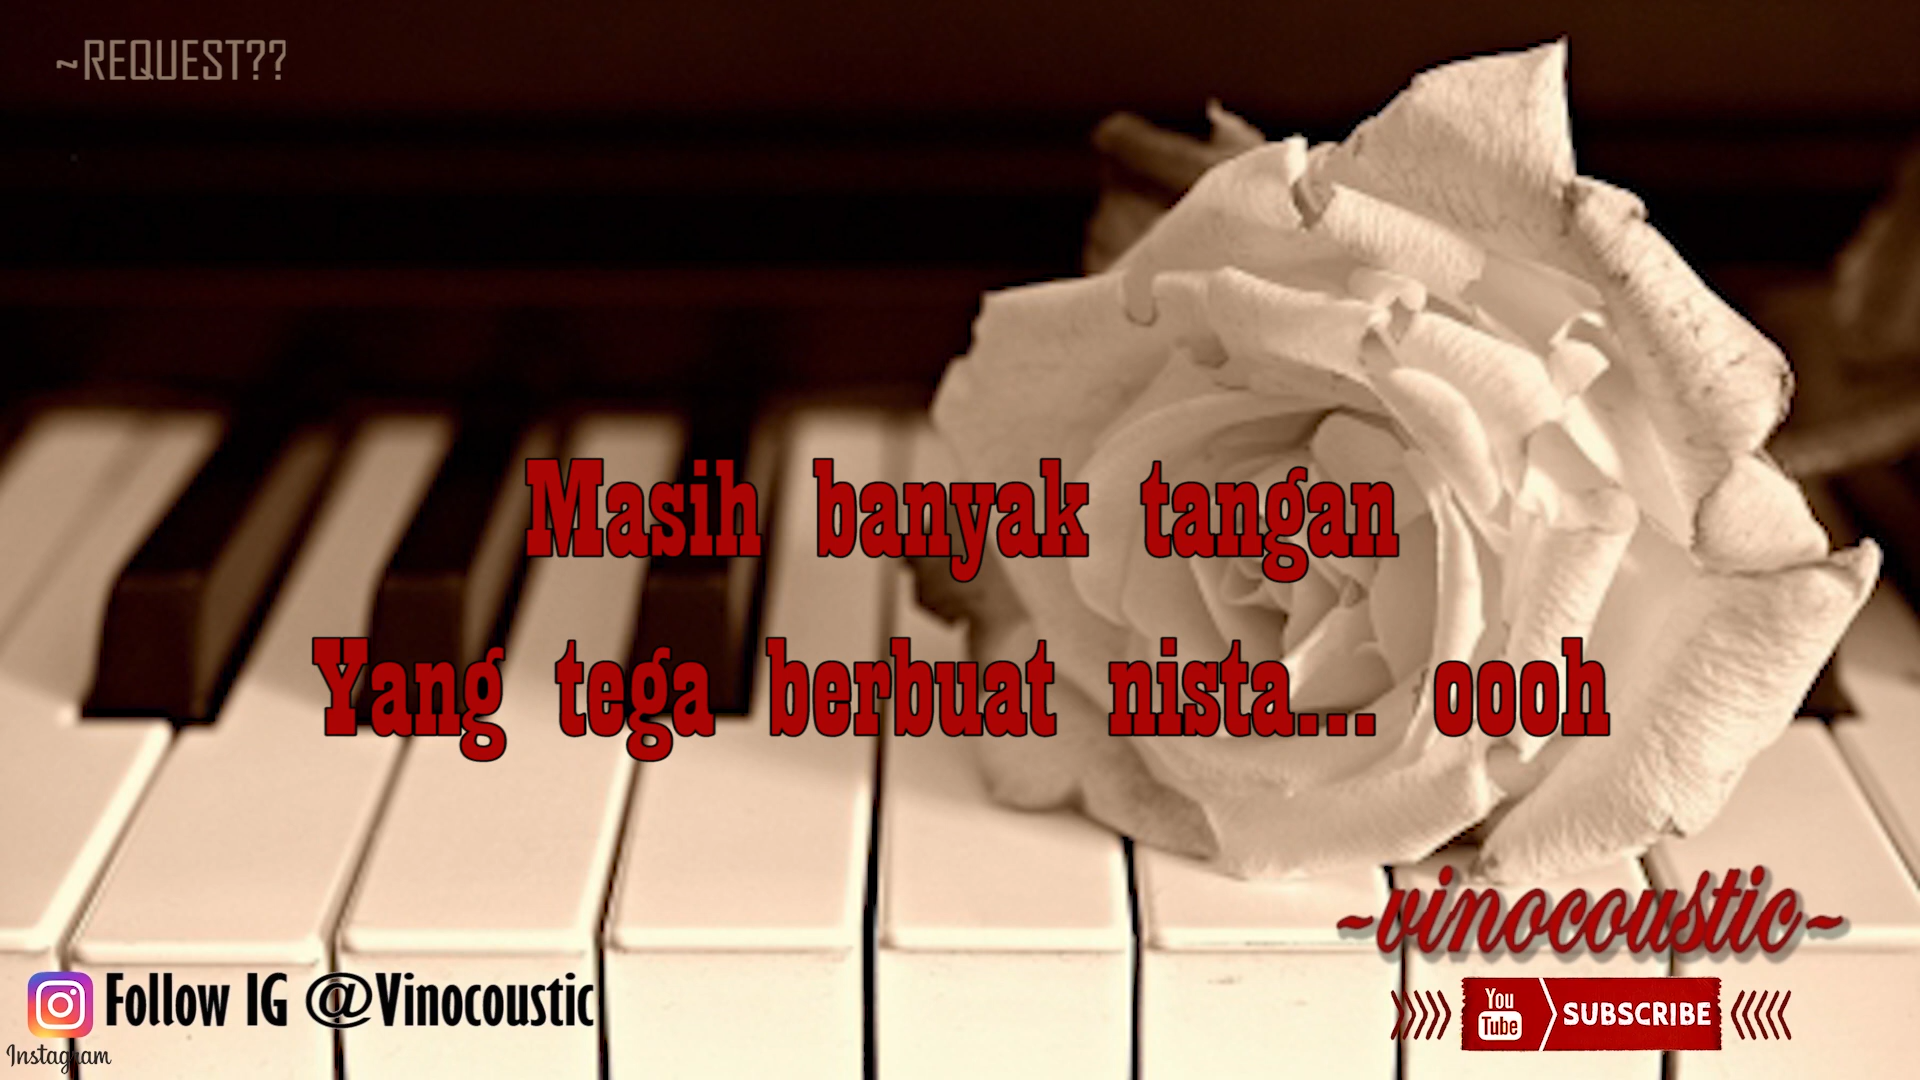 ~REQUEST??
Masih banyak tangan
Yang tega berbuat nista... oooh
~vinocoustic~
Follow IG @Vinocoustic
You
Tube
SUBSCRIBE
Instagram